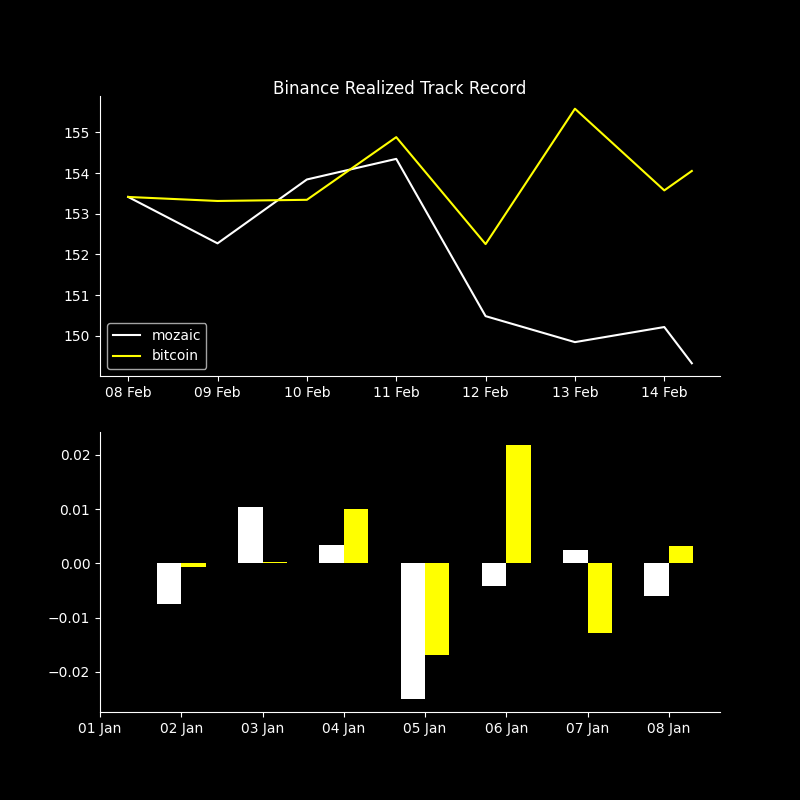 Binance Realized Track Record
155
154
153
152
151
150
mozaic
bitcoin
08 Feb 09 Feb 10 Feb 11 Feb 12 Feb 13 Feb 14 Feb
0.02
0.01
0.00
−0.01
−0.02
01 Jan 02 Jan 03 Jan 04 Jan 05 Jan 06 Jan 07 Jan 08 Jan